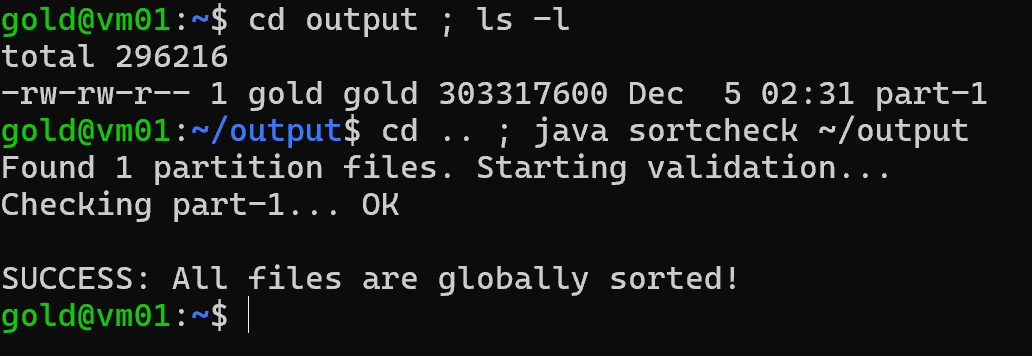 gold@vm01:~$ cd output ; ls -l
total 296216
-rw-rw-r-- 1 gold gold 303317600 Dec  5 02:31 part-1
gold@vm01:~/output$ cd .. ; java sortcheck ~/output
Found 1 partition files. Starting validation...
Checking part-1... OK
SUCCESS: All files are globally sorted!
gold@vm01:~$